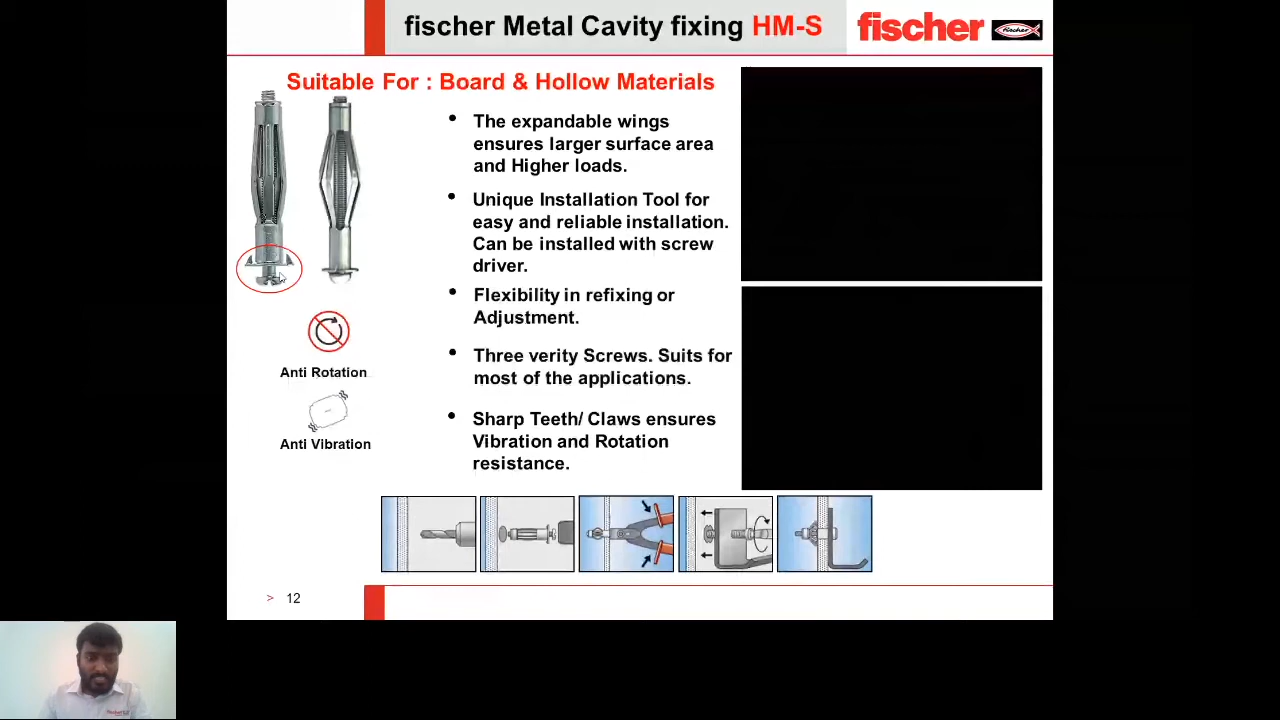 fischer Metal Cavity fixing HM-S
fischer
fischer
Suitable For : Board & Hollow Materials
• The expandable wings
ensures larger surface area
and Higher loads.
• Unique Installation Tool for
easy and reliable installation.
Can be installed with screw
driver.
• Flexibility in refixing or
Adjustment.
• Three verity Screws. Suits for
most of the applications.
• Sharp Teeth/ Claws ensures
Vibration and Rotation
resistance.
Anti Rotation
Anti Vibration
> 12
fischer